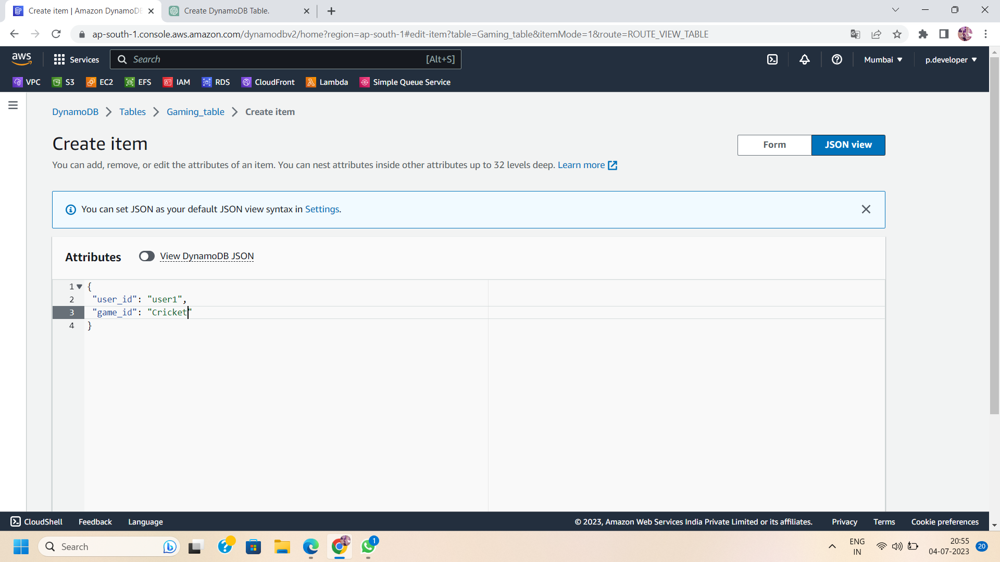 Create item | Amazon DynamoDB
Create DynamoDB Table.
ap-south-1.console.aws.amazon.com/dynamodbv2/home?region=ap-south-1#edit-item?table=Gaming_table&itemMode=1&route=ROUTE_VIEW_TABLE
aws
Services
Search
[Alt+S]
Mumbai
p.developer
VPC
S3
EC2
EFS
IAM
RDS
CloudFront
Lambda
Simple Queue Service
DynamoDB
Tables
Gaming_table
Create item
Create item
Form
JSON view
You can add, remove, or edit the attributes of an item. You can nest attributes inside other attributes up to 32 levels deep. Learn more
You can set JSON as your default JSON view syntax in Settings.
Attributes
View DynamoDB JSON
1 {
2 "user_id": "user1",
3 "game_id": "Cricket"
4 }
CloudShell
Feedback
Language
© 2023, Amazon Web Services India Private Limited or its affiliates.
Privacy
Terms
Cookie preferences
Search
1
ENG
IN
20:55
04-07-2023
20